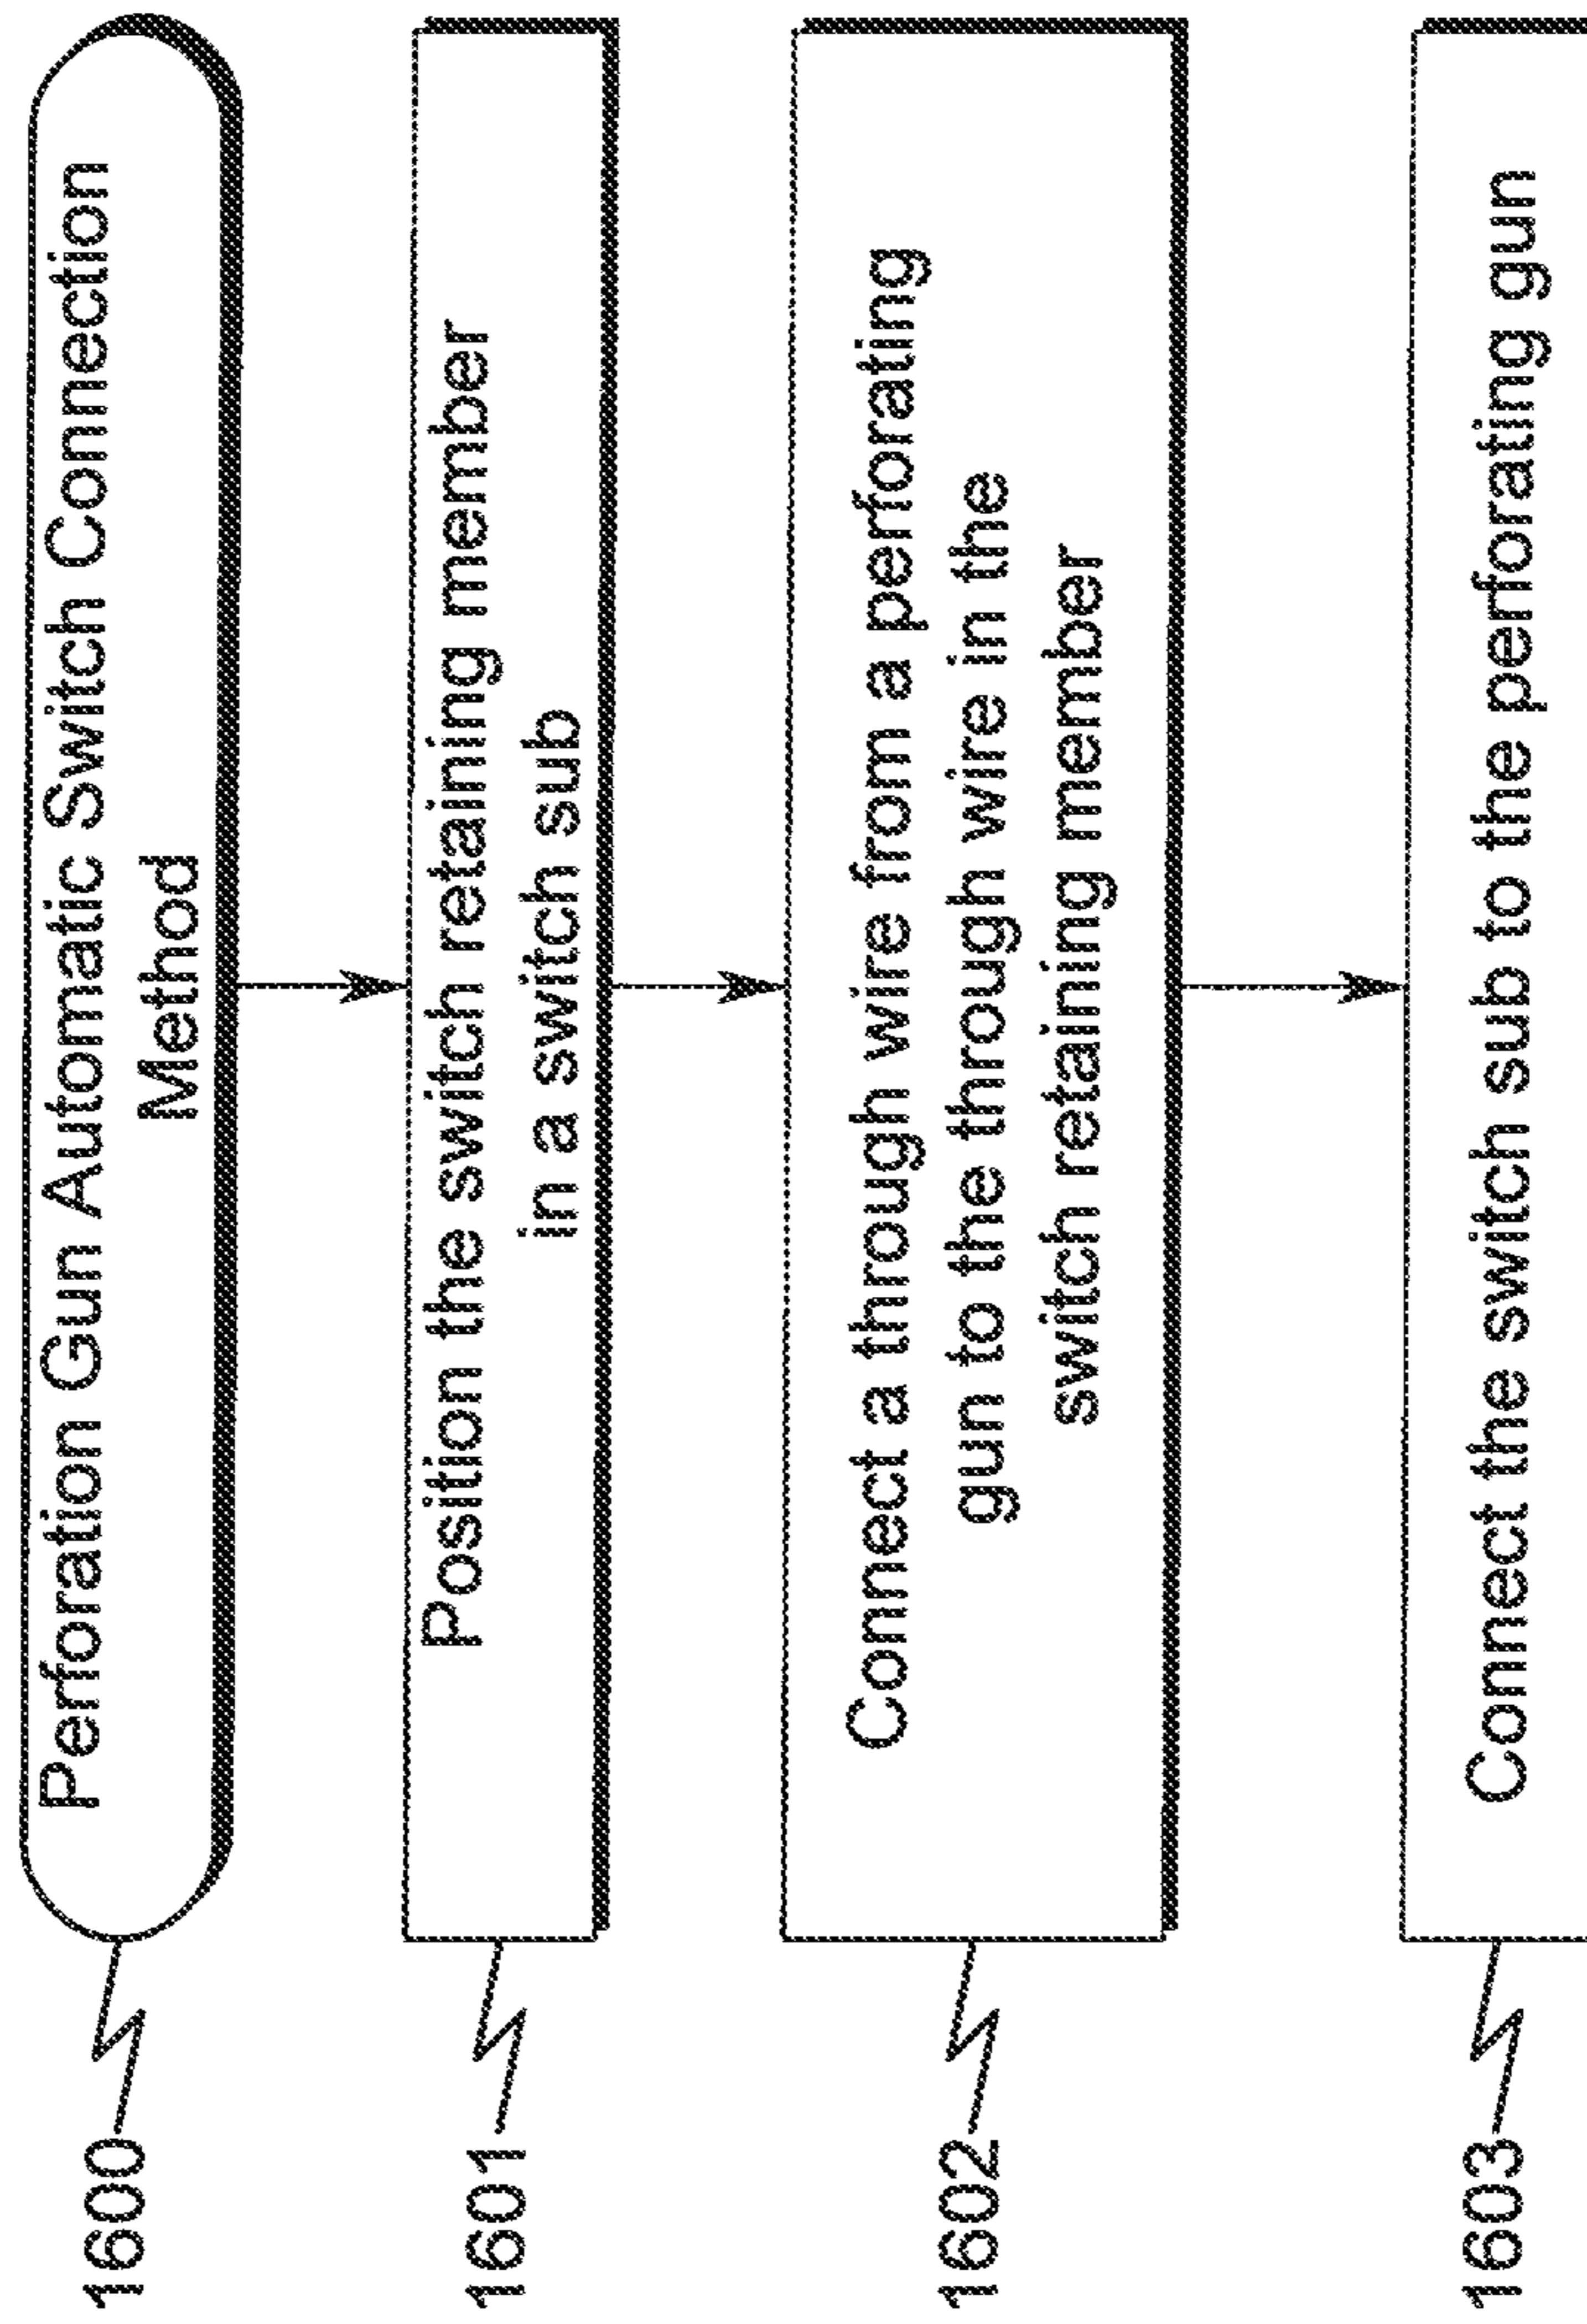 Perforation Gun Automatic Switch Connection
Method
1600
Position the switch retaining member
in a switch sub
1601
Connect a through wire from a perforating
gun to the through wire in the
switch retaining member
1602
Connect the switch sub to the perforating gun
1603